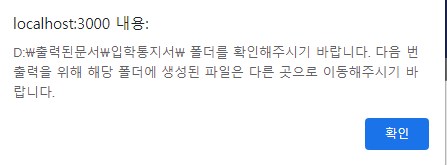 localhost:3000 내용:
D:₩출력된문서₩입학통지서₩ 폴더를 확인해주시기 바랍니다. 다음 번
출력을 위해 해당 폴더에 생성된 파일은 다른 곳으로 이동해주시기 바
랍니다.
확인